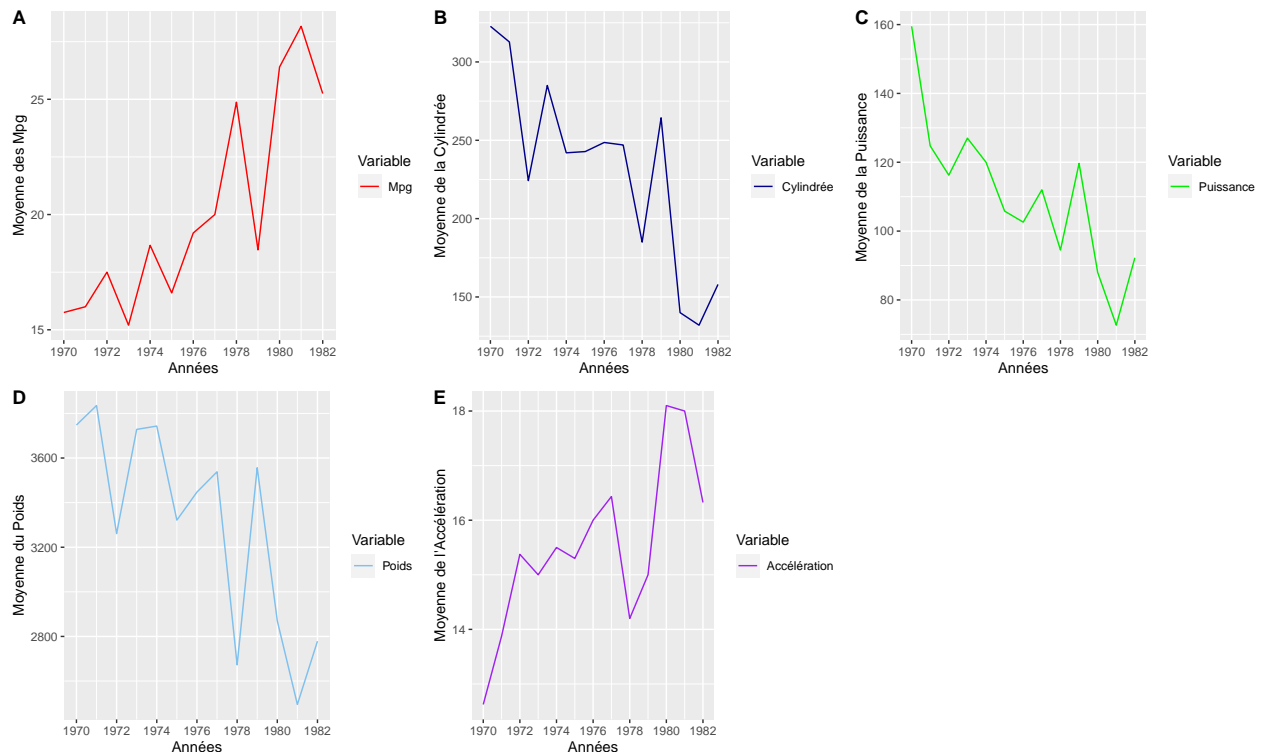 A
Moyenne des Mpg
25
20
15
1970 1972 1974 1976 1978 1980 1982
Années
Variable
Mpg
B
Moyenne de la Cylindrée
300
250
200
150
1970 1972 1974 1976 1978 1980 1982
Années
Variable
Cylindrée
C
Moyenne de la Puissance
160
140
120
100
80
1970 1972 1974 1976 1978 1980 1982
Années
Variable
Puissance
D
Moyenne du Poids
3600
3200
2800
1970 1972 1974 1976 1978 1980 1982
Années
Variable
Poids
E
Moyenne de l'Accélération
18
16
14
1970 1972 1974 1976 1978 1980 1982
Années
Variable
Accélération